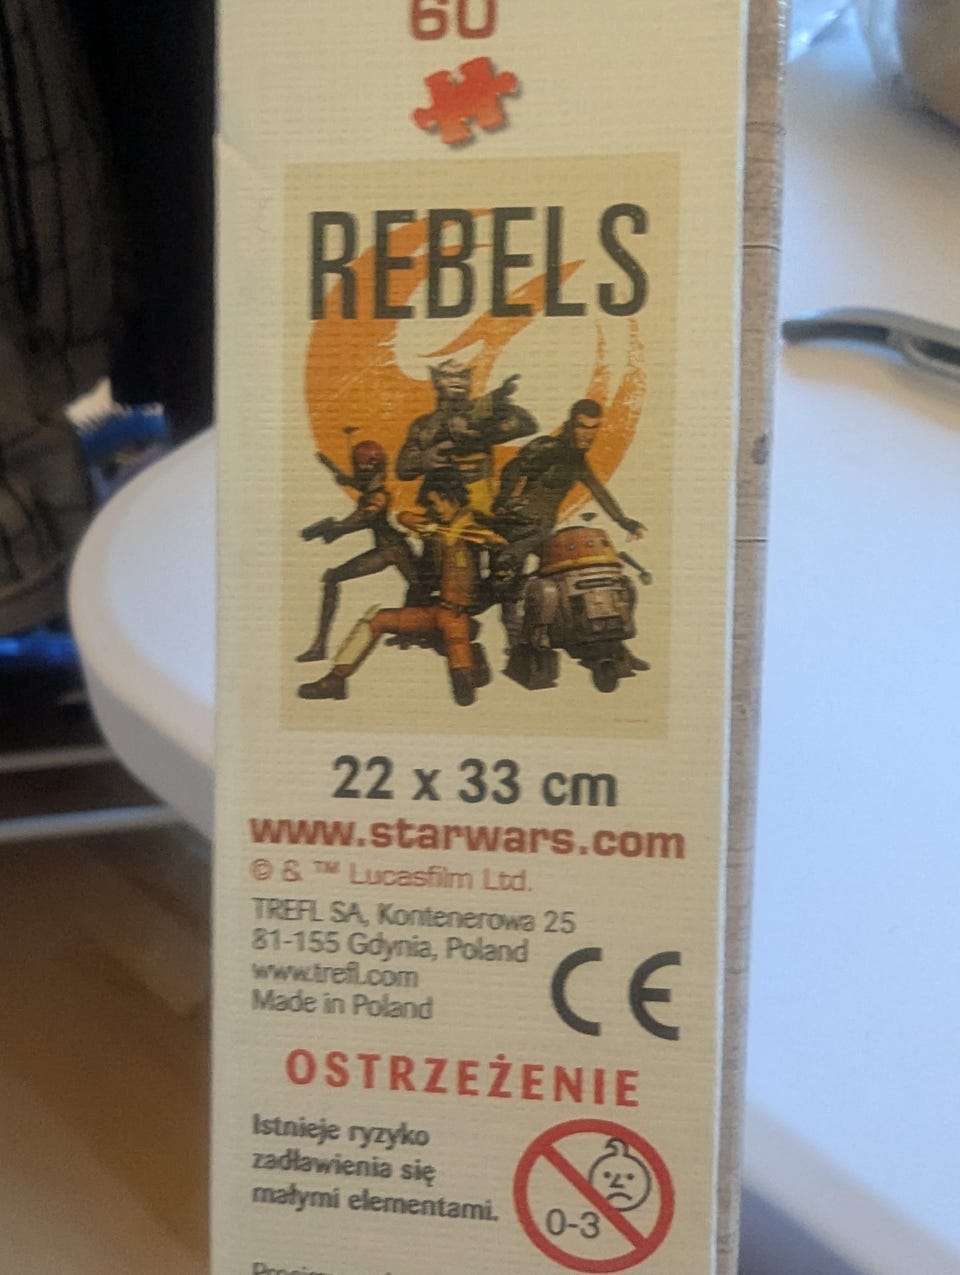 60
REBELS
22 x 33 cm
www.starwars.com
© & ™ Lucasfilm Ltd.
TREFL SA, Kontenerowa 25
81-155 Gdynia, Poland
www.trefl.com
Made in Poland
CE
OSTRZEŻENIE
Istnieje ryzyko
zadławienia się
małymi elementami.
0-3